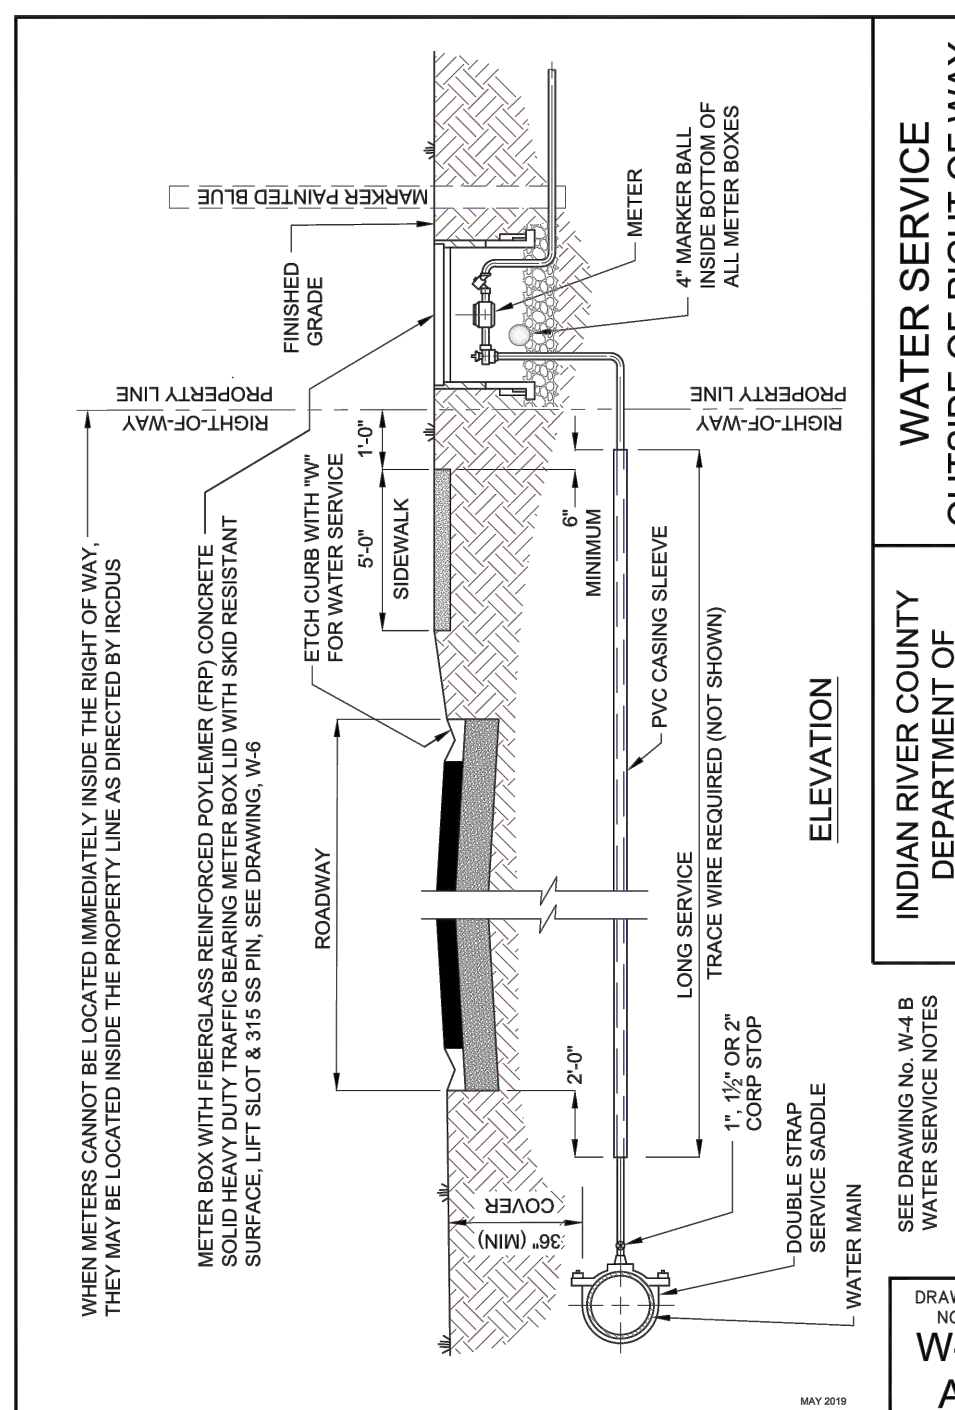 WHEN METERS CANNOT BE LOCATED IMMEDIATELY INSIDE THE RIGHT OF WAY,
THEY MAY BE LOCATED INSIDE THE PROPERTY LINE AS DIRECTED BY IRCDUS
METER BOX WITH FIBERGLASS REINFORCED POYLEMER (FRP) CONCRETE
SOLID HEAVY DUTY TRAFFIC BEARING METER BOX LID WITH SKID RESISTANT
SURFACE, LIFT SLOT & 315 SS PIN, SEE DRAWING, W-6
RIGHT-OF-WAY
PROPERTY LINE
FINISHED
GRADE
MARKER PAINTED BLUE
ROADWAY
ETCH CURB WITH "W"
FOR WATER SERVICE
5'-0"
1'-0"
SIDEWALK
36" (MIN)
COVER
2'-0"
6"
MINIMUM
METER
4" MARKER BALL
INSIDE BOTTOM OF
ALL METER BOXES
RIGHT-OF-WAY
PROPERTY LINE
PVC CASING SLEEVE
LONG SERVICE
TRACE WIRE REQUIRED (NOT SHOWN)
1", 1½" OR 2"
CORP STOP
DOUBLE STRAP
SERVICE SADDLE
WATER MAIN
ELEVATION
SEE DRAWING No. W-4 B
WATER SERVICE NOTES
INDIAN RIVER COUNTY
DEPARTMENT OF
WATER SERVICE
OUTSIDE OF RIGHT OF WAY
MAY 2019